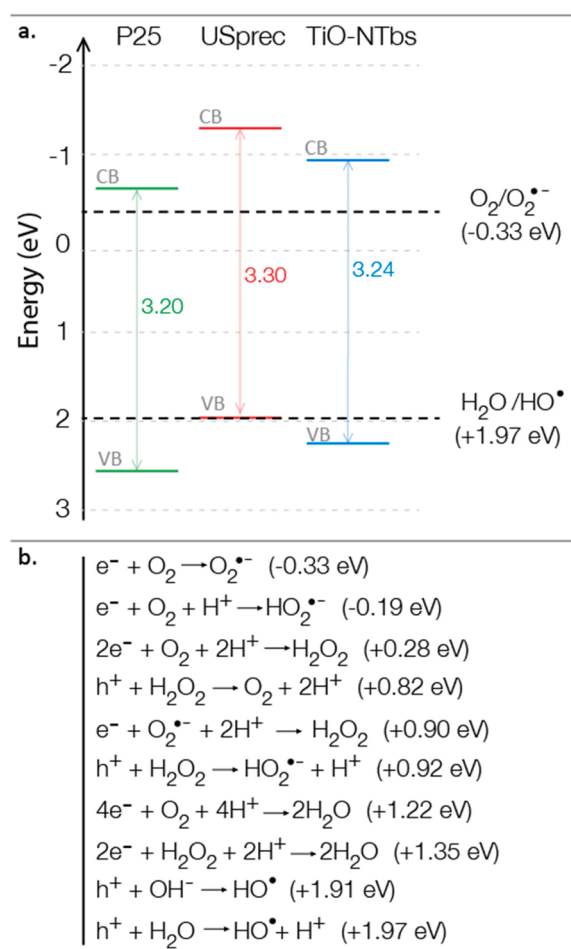 a.
P25 USprec TiO-NTbs
-2
CB
-1
CB
CB
O₂/O₂•⁻
(-0.33 eV)
0
Energy (eV)
3.20
3.30
3.24
1
H₂O/HO•
(+1.97 eV)
2
VB
VB
VB
3
b.
e⁻ + O₂ → O₂•⁻ (-0.33 eV)
e⁻ + O₂ + H⁺ → HO₂•⁻ (-0.19 eV)
2e⁻ + O₂ + 2H⁺ → H₂O₂ (+0.28 eV)
h⁺ + H₂O₂ → O₂ + 2H⁺ (+0.82 eV)
e⁻ + O₂•⁻ + 2H⁺ → H₂O₂ (+0.90 eV)
h⁺ + H₂O₂ → HO₂•⁻ + H⁺ (+0.92 eV)
4e⁻ + O₂ + 4H⁺ → 2H₂O (+1.22 eV)
2e⁻ + H₂O₂ + 2H⁺ → 2H₂O (+1.35 eV)
h⁺ + OH⁻ → HO• (+1.91 eV)
h⁺ + H₂O → HO• + H⁺ (+1.97 eV)